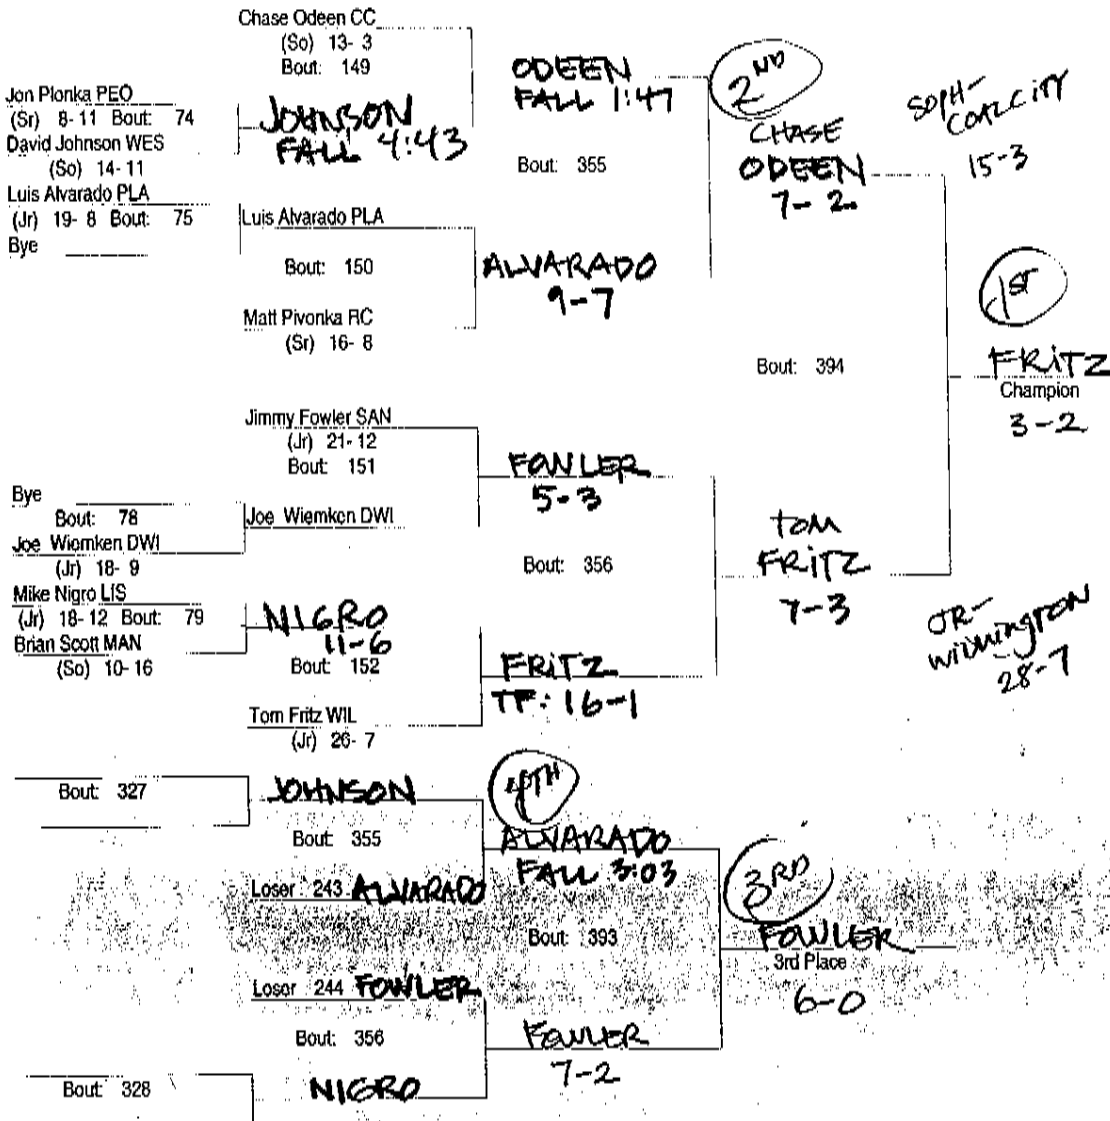 Chase Odeen CC
(So) 13- 3
Bout: 149
Jon Plonka PEO
(Sr) 8- 11 Bout: 74
David Johnson WES
(So) 14- 11
JOHNSON
FALL 4:43
ODEEN
FALL 1:47
Bout: 355
2ND
CHASE
ODEEN
7-2
SOPH-
COAL CITY
15-3
Luis Alvarado PLA
(Jr) 19- 8 Bout: 75
Bye
Luis Alvarado PLA
Bout: 150
Matt Pivonka RC
(Sr) 16- 8
ALVARADO
9-7
1ST
FRITZ
Champion
3-2
Bout: 394
Jimmy Fowler SAN
(Jr) 21- 12
Bout: 151
FOWLER
5-3
Bye
Bout: 78
Joe Wiemken DWI
(Jr) 18- 9
Joe Wiemken DWI
Bout: 356
TOM
FRITZ
7-3
Mike Nigro LIS
(Jr) 18- 12 Bout: 79
Brian Scott MAN
(So) 10- 16
NIGRO
11-6
Bout: 152
Tom Fritz WIL
(Jr) 26- 7
FRITZ
TF: 16-1
JR-
WILMINGTON
28-7
Bout: 327
JOHNSON
Bout: 355
Loser 243 ALVARADO
4TH
ALVARADO
FALL 3:03
Bout: 393
3RD
FOWLER
3rd Place
6-0
Loser 244 FOWLER
Bout: 356
FOWLER
7-2
Bout: 328
NIGRO